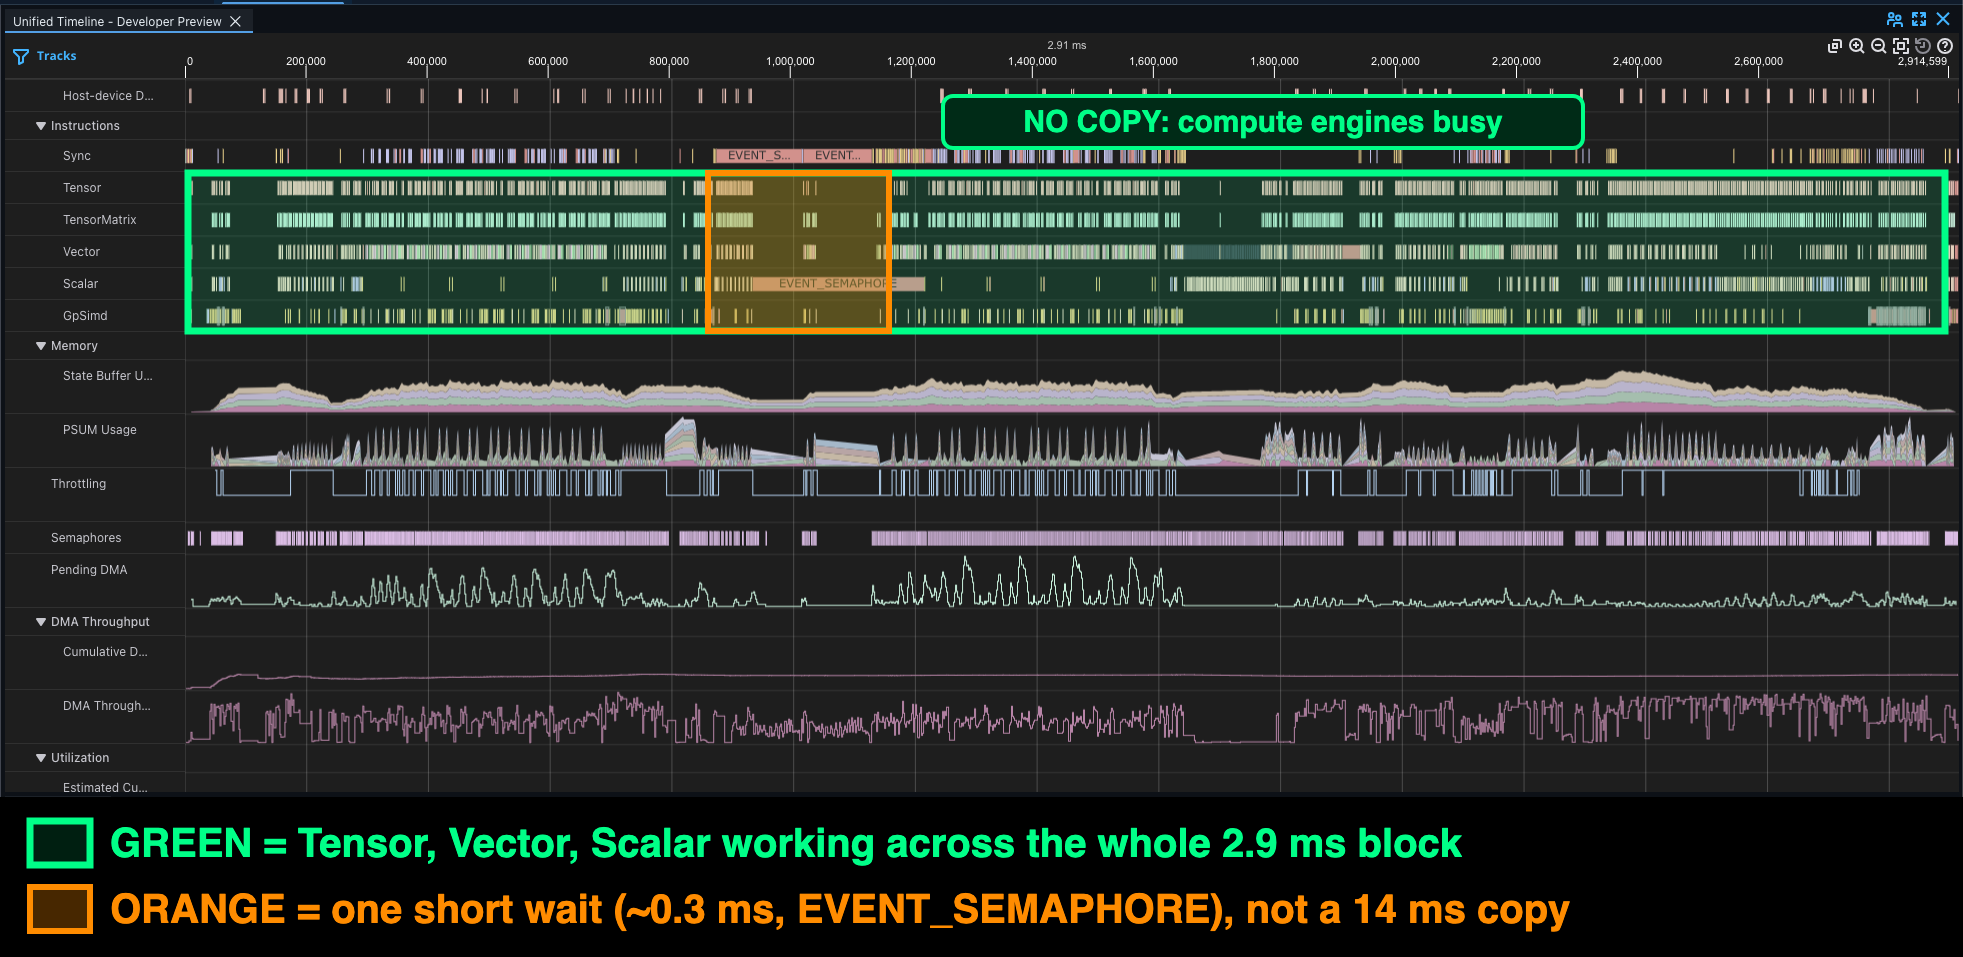 Unified Timeline - Developer Preview
Tracks
2.91 ms
0 200,000 400,000 600,000 800,000 1,000,000 1,200,000 1,400,000 1,600,000 1,800,000 2,000,000 2,200,000 2,400,000 2,600,000 2,914,599
Host-device D...
NO COPY: compute engines busy
Instructions
Sync
EVENT_S... EVENT...
Tensor
TensorMatrix
Vector
Scalar
EVENT_SEMAPHORE
GpSimd
Memory
State Buffer U...
PSUM Usage
Throttling
Semaphores
Pending DMA
DMA Throughput
Cumulative D...
DMA Through...
Utilization
Estimated Cu...
GREEN = Tensor, Vector, Scalar working across the whole 2.9 ms block
ORANGE = one short wait (~0.3 ms, EVENT_SEMAPHORE), not a 14 ms copy